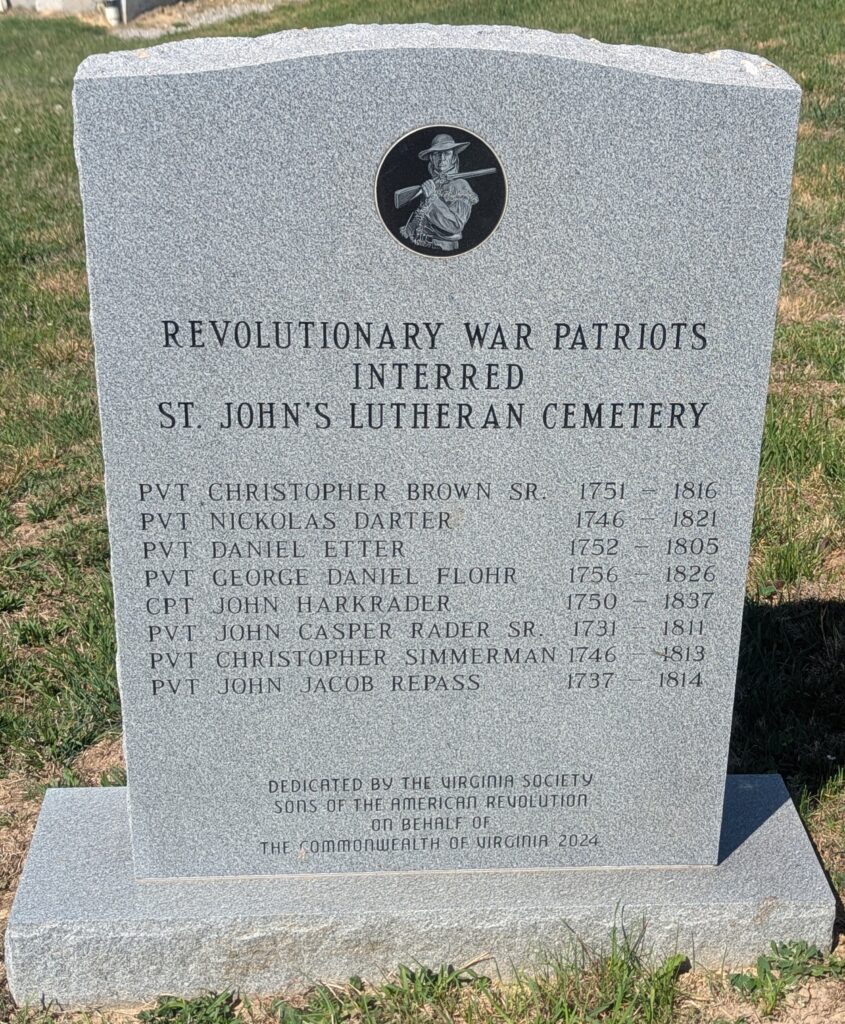 REVOLUTIONARY WAR PATRIOTS
INTERRED
ST. JOHN'S LUTHERAN CEMETERY
PVT CHRISTOPHER BROWN SR. 1751 – 1816
PVT NICKOLAS DARTER 1746 – 1821
PVT DANIEL ETTER 1752 – 1805
PVT GEORGE DANIEL FLOHR 1756 – 1826
CPT JOHN HARKRADER 1750 – 1837
PVT JOHN CASPER RADER SR. 1731 – 1811
PVT CHRISTOPHER SIMMERMAN 1746 – 1813
PVT JOHN JACOB REPASS 1737 – 1814
DEDICATED BY THE VIRGINIA SOCIETY
SONS OF THE AMERICAN REVOLUTION
ON BEHALF OF
THE COMMONWEALTH OF VIRGINIA 2024